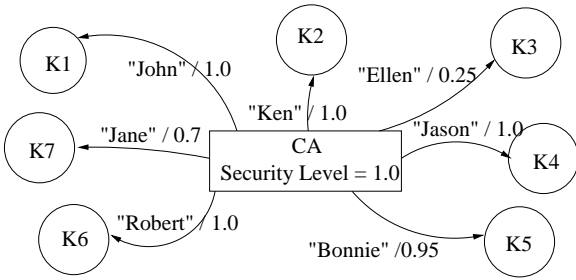 K2
K3
K1
"John" / 1.0
"Ellen" / 0.25
"Ken" / 1.0
"Jane" / 0.7
"Jason" / 1.0
K7
CA
Security Level = 1.0
K4
"Robert" / 1.0
K6
"Bonnie" /0.95
K5